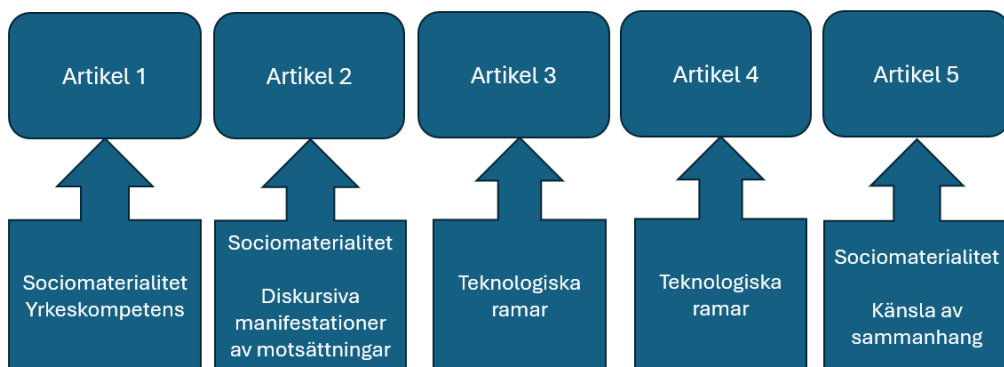 Artikel 1
Artikel 2
Artikel 3
Artikel 4
Artikel 5
Sociomaterialitet
Yrkeskompetens
Sociomaterialitet
Diskursiva
manifestationer
av motsättningar
Teknologiska
ramar
Teknologiska
ramar
Sociomaterialitet
Känsla av
sammanhang